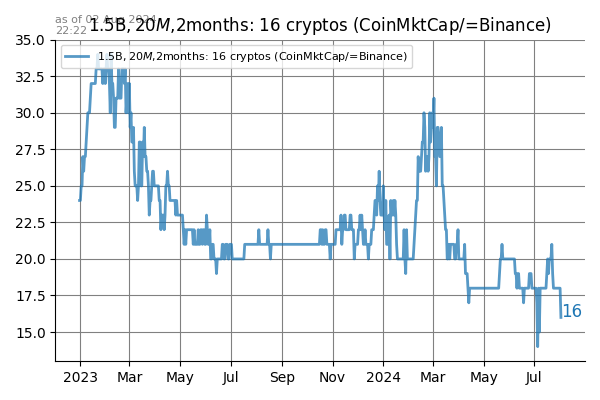 as of 02 Aug 2024
22:22
1.5B, 20M,2months: 16 cryptos (CoinMktCap/=Binance)
1.5B, 20M,2months: 16 cryptos (CoinMktCap/=Binance)
35.0
32.5
30.0
27.5
25.0
22.5
20.0
17.5
15.0
16
2023 Mar May Jul Sep Nov 2024 Mar May Jul